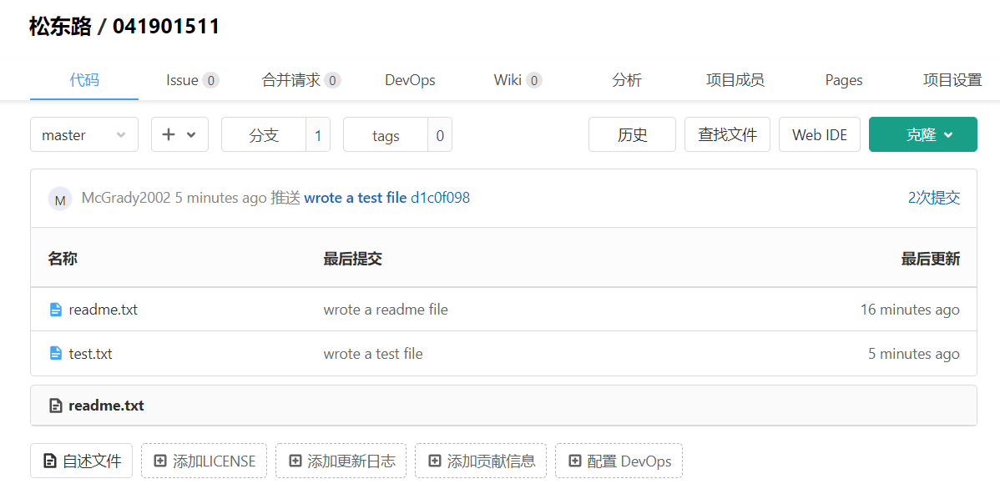 松东路 / 041901511
代码 Issue 0 合并请求 0 DevOps Wiki 0 分析 项目成员 Pages 项目设置
master 分支 1 tags 0 历史 查找文件 Web IDE 克隆
M McGrady2002 5 minutes ago 推送 wrote a test file d1c0f098 2次提交
名称 最后提交 最后更新
readme.txt wrote a readme file 16 minutes ago
test.txt wrote a test file 5 minutes ago
readme.txt
自述文件 添加LICENSE 添加更新日志 添加贡献信息 配置 DevOps